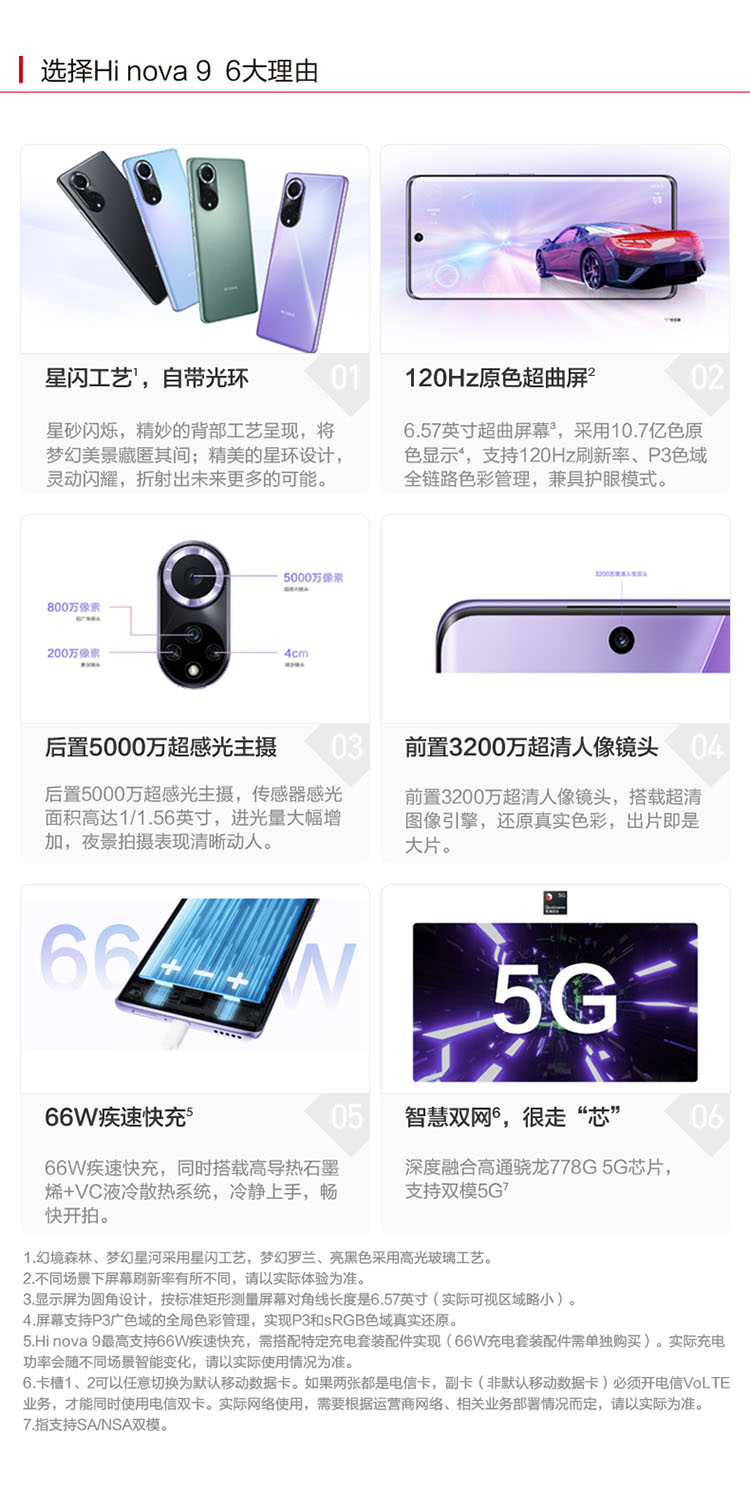 选择Hi nova 9 6大理由
星闪工艺¹，自带光环
01
星砂闪烁，精妙的背部工艺呈现，将
梦幻美景藏匿其间；精美的星环设计，
灵动闪耀，折射出未来更多的可能。
120Hz原色超曲屏²
02
6.57英寸超曲屏幕³，采用10.7亿色原
色显示⁴，支持120Hz刷新率、P3色域
全链路色彩管理，兼具护眼模式。
5000万像素
超感光镜头
800万像素
超广角镜头
200万像素
景深镜头
4cm
微距镜头
后置5000万超感光主摄
03
后置5000万超感光主摄，传感器感光
面积高达1/1.56英寸，进光量大幅增
加，夜景拍摄表现清晰动人。
3200万超清人像镜头
前置3200万超清人像镜头
04
前置3200万超清人像镜头，搭载超清
图像引擎，还原真实色彩，出片即是
大片。
66W
66W疾速快充⁵
05
66W疾速快充，同时搭载高导热石墨
烯+VC液冷散热系统，冷静上手，畅
快开拍。
5G
5G
智慧双网⁶，很走“芯”
06
深度融合高通骁龙778G 5G芯片，
支持双模5G⁷
1.幻境森林、梦幻星河采用星闪工艺，梦幻罗兰、亮黑色采用高光玻璃工艺。
2.不同场景下屏幕刷新率有所不同，请以实际体验为准。
3.显示屏为圆角设计，按标准矩形测量屏幕对角线长度是6.57英寸（实际可视区域略小）。
4.屏幕支持P3广色域的全局色彩管理，实现P3和sRGB色域真实还原。
5.Hi nova 9最高支持66W疾速快充，需搭配特定充电套装配件实现（66W充电套装配件需单独购买）。实际充电
功率会随不同场景智能变化，请以实际使用情况为准。
6.卡槽1、2可以任意切换为默认移动数据卡。如果两张都是电信卡，副卡（非默认移动数据卡）必须开电信VoLTE
业务，才能同时使用电信双卡。实际网络使用，需要根据运营商网络、相关业务部署情况而定，请以实际为准。
7.指支持SA/NSA双模。